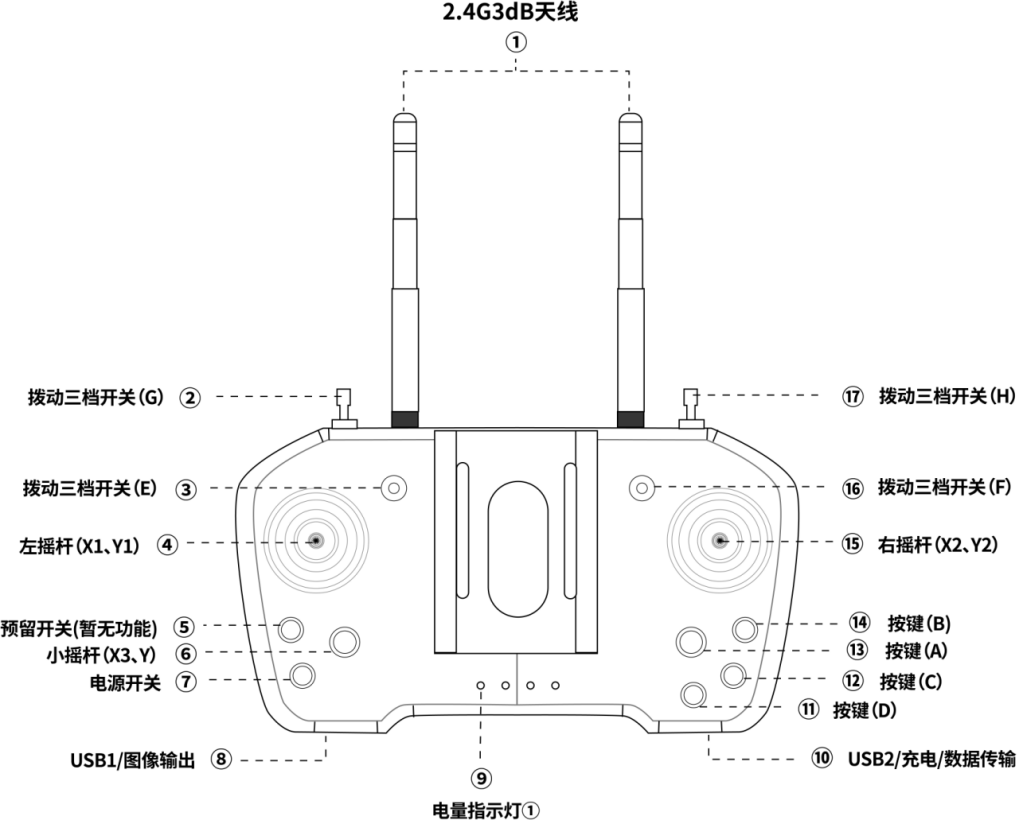 2.4G3dB天线
①
拨动三档开关(G) ②
⑰ 拨动三档开关(H)
拨动三档开关(E) ③
⑯ 拨动三档开关(F)
左摇杆(X1、Y1) ④
⑮ 右摇杆(X2、Y2)
预留开关(暂无功能) ⑤
⑭ 按键(B)
小摇杆(X3、Y) ⑥
⑬ 按键(A)
电源开关 ⑦
⑫ 按键(C)
⑪ 按键(D)
USB1/图像输出 ⑧
⑩ USB2/充电/数据传输
⑨
电量指示灯①